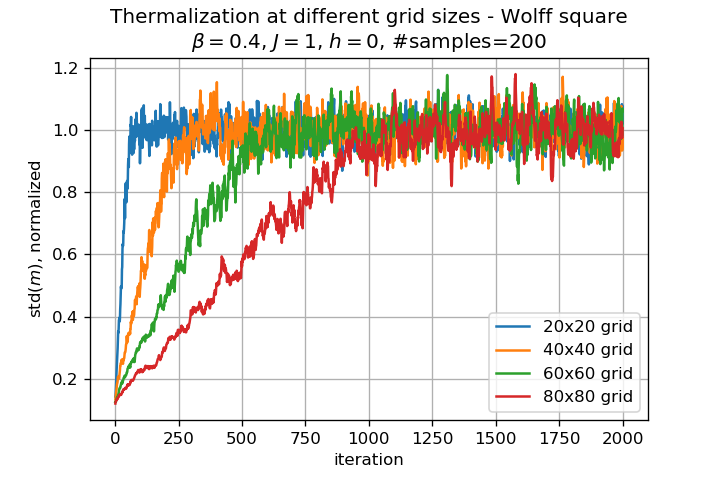 Thermalization at different grid sizes - Wolff square
β = 0.4, J = 1, h = 0, #samples=200
std(m), normalized
1.2
1.0
0.8
0.6
0.4
0.2
20x20 grid
40x40 grid
60x60 grid
80x80 grid
0 250 500 750 1000 1250 1500 1750 2000
iteration